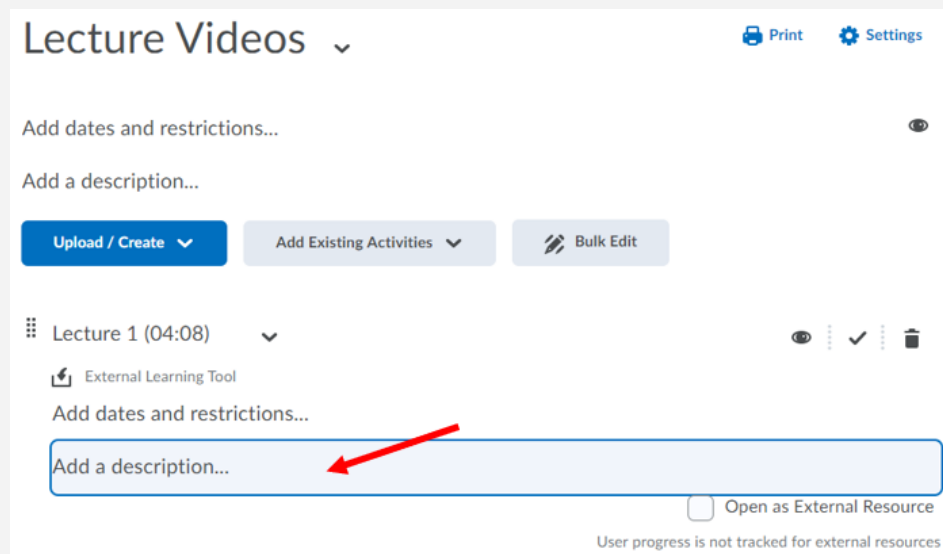 Lecture Videos
Print
Settings
Add dates and restrictions...
Add a description...
Upload / Create
Add Existing Activities
Bulk Edit
Lecture 1 (04:08)
External Learning Tool
Add dates and restrictions...
Add a description...
Open as External Resource
User progress is not tracked for external resources